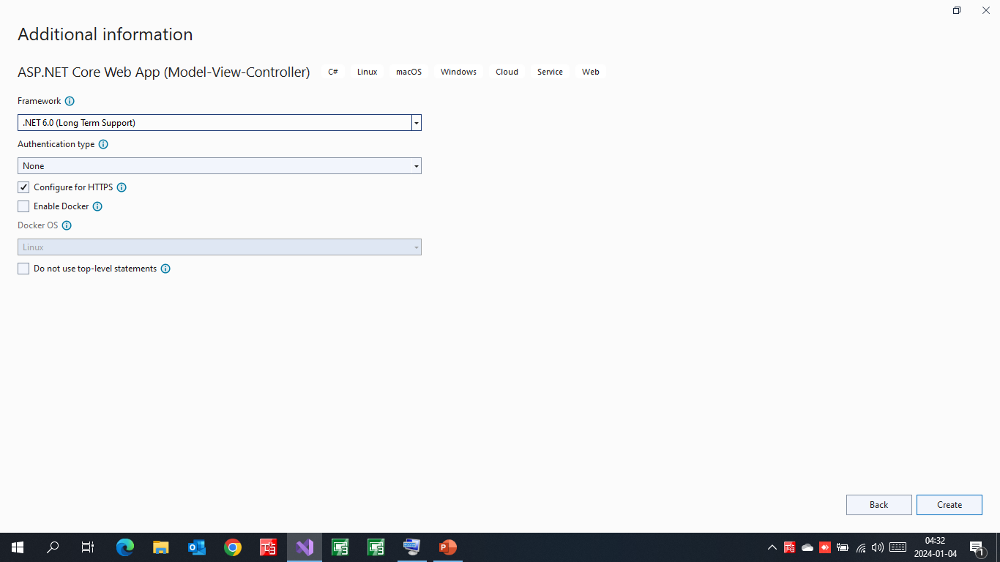 Additional information
ASP.NET Core Web App (Model-View-Controller) C# Linux macOS Windows Cloud Service Web
Framework
.NET 6.0 (Long Term Support)
Authentication type
None
Configure for HTTPS
Enable Docker
Docker OS
Linux
Do not use top-level statements
Back Create
04:32
2024-01-04
1